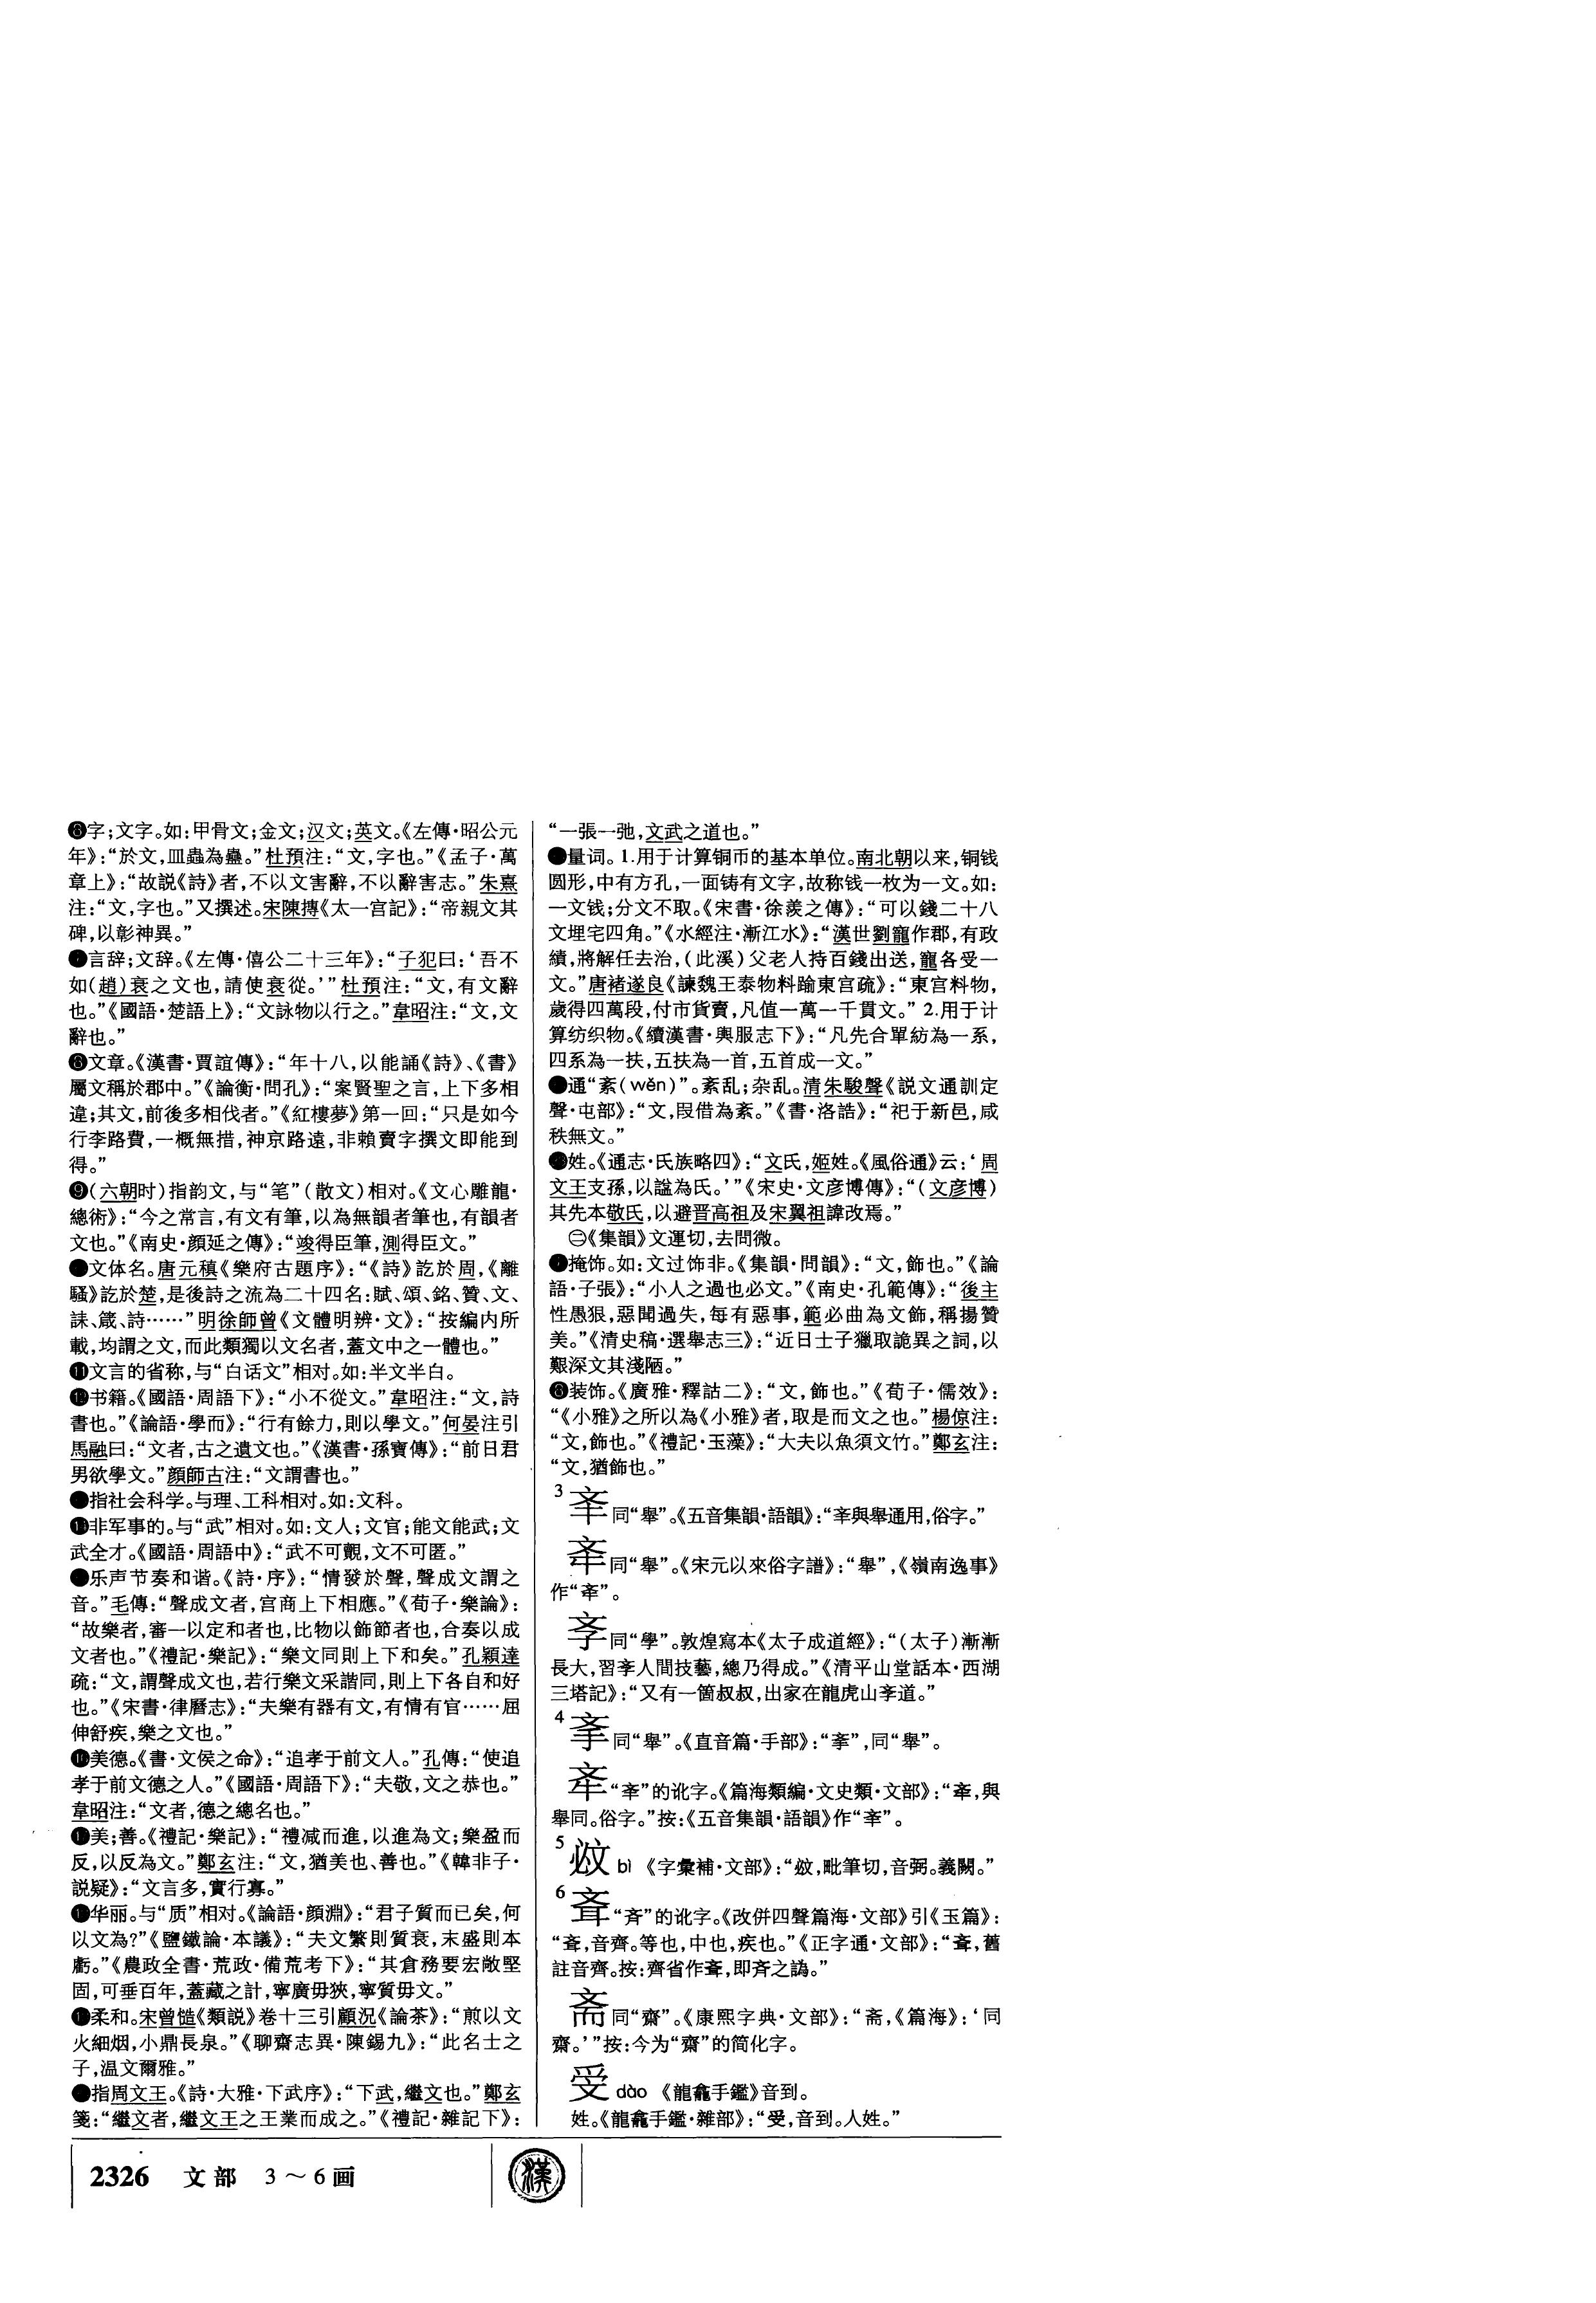 字;文字。如:甲骨文;金文;汉文;英文。《左傳·昭公元
年》:“於文,皿蟲為蠱。”杜預注:“文,字也。”《孟子·萬
章上》:“故説《詩》者,不以文害辭,不以辭害志。”朱熹
注:“文,字也。”又撰述。宋陳摶《太一宫記》:“帝親文其
碑,以彰神異。”
言辞;文辞。《左傳·僖公二十三年》:“子犯曰:‘吾不
如(趙)衰之文也,請使衰從。’”杜預注:“文,有文辭
也。”《國語·楚語上》:“文詠物以行之。”韋昭注:“文,文
辭也。”
❽文章。《漢書·賈誼傳》:“年十八,以能誦《詩》、《書》
屬文稱於郡中。”《論衡·問孔》:“案賢聖之言,上下多相
違;其文,前後多相伐者。”《紅樓夢》第一回:“只是如今
行李路費,一概無措,神京路遠,非賴賣字撰文即能到
得。”
❾(六朝时)指韵文,与“笔”(散文)相对。《文心雕龍·
總術》:“今之常言,有文有筆,以為無韻者筆也,有韻者
文也。”《南史·顔延之傳》:“竣得臣筆,測得臣文。”
文体名。唐元稹《樂府古題序》:“《詩》訖於周,《離
騷》訖於楚,是後詩之流為二十四名:賦、頌、銘、贊、文、
誄、箴、詩……”明徐師曾《文體明辨·文》:“按編内所
載,均謂之文,而此類獨以文名者,蓋文中之一體也。”
⓫文言的省称,与“白话文”相对。如:半文半白。
⓬书籍。《國語·周語下》:“小不從文。”韋昭注:“文,詩
書也。”《論語·學而》:“行有餘力,則以學文。”何晏注引
馬融曰:“文者,古之遺文也。”《漢書·孫寶傳》:“前日君
男欲學文。”顔師古注:“文謂書也。”
指社会科学。与理、工科相对。如:文科。
非军事的。与“武”相对。如:文人;文官;能文能武;文
武全才。《國語·周語中》:“武不可觀,文不可匿。”
乐声节奏和谐。《詩·序》:“情發於聲,聲成文謂之
音。”毛傳:“聲成文者,宫商上下相應。”《荀子·樂論》:
“故樂者,審一以定和者也,比物以飾節者也,合奏以成
文者也。”《禮記·樂記》:“樂文同則上下和矣。”孔穎達
疏:“文,謂聲成文也,若行樂文采諧同,則上下各自和好
也。”《宋書·律曆志》:“夫樂有器有文,有情有官……屈
伸舒疾,樂之文也。”
美德。《書·文侯之命》:“追孝于前文人。”孔傳:“使追
孝于前文德之人。”《國語·周語下》:“夫敬,文之恭也。”
韋昭注:“文者,德之總名也。”
美;善。《禮記·樂記》:“禮減而進,以進為文;樂盈而
反,以反為文。”鄭玄注:“文,猶美也、善也。”《韓非子·
説疑》:“文言多,實行寡。”
华丽。与“质”相对。《論語·顔淵》:“君子質而已矣,何
以文為?”《鹽鐵論·本議》:“夫文繁則質衰,末盛則本
虧。”《農政全書·荒政·備荒考下》:“其倉務要宏敞堅
固,可垂百年,蓋藏之計,寧廣毋狹,寧質毋文。”
柔和。宋曾慥《類説》卷十三引顧況《論茶》:“煎以文
火細烟,小鼎長泉。”《聊齋志異·陳錫九》:“此名士之
子,温文爾雅。”
指周文王。《詩·大雅·下武序》:“下武,繼文也。”鄭玄
箋:“繼文者,繼文王之王業而成之。”《禮記·雜記下》:
“一張一弛,文武之道也。”
量词。1.用于计算铜币的基本单位。南北朝以来,铜钱
圆形,中有方孔,一面铸有文字,故称钱一枚为一文。如:
一文钱;分文不取。《宋書·徐羨之傳》:“可以錢二十八
文埋宅四角。”《水經注·漸江水》:“漢世劉寵作郡,有政
績,將解任去治,(此溪)父老人持百錢出送,寵各受一
文。”唐褚遂良《諫魏王泰物料踰東宫疏》:“東宫料物,
歲得四萬段,付市貨賣,凡值一萬一千貫文。”2.用于计
算纺织物。《續漢書·輿服志下》:“凡先合單紡為一系,
四系為一扶,五扶為一首,五首成一文。”
通“紊(wěn)”。紊乱;杂乱。清朱駿聲《説文通訓定
聲·屯部》:“文,叚借為紊。”《書·洛誥》:“祀于新邑,咸
秩無文。”
姓。《通志·氏族略四》:“文氏,姬姓。《風俗通》云:‘周
文王支孫,以諡為氏。’”《宋史·文彦博傳》:“(文彦博)
其先本敬氏,以避晋高祖及宋翼祖諱改焉。”
㊁《集韻》文運切,去問微。
掩饰。如:文过饰非。《集韻·問韻》:“文,飾也。”《論
語·子張》:“小人之過也必文。”《南史·孔範傳》:“後主
性愚狠,惡聞過失,每有惡事,範必曲為文飾,稱揚贊
美。”《清史稿·選舉志三》:“近日士子獵取詭異之詞,以
艱深文其淺陋。”
装饰。《廣雅·釋詁二》:“文,飾也。”《荀子·儒效》:
“《小雅》之所以為《小雅》者,取是而文之也。”楊倞注:
“文,飾也。”《禮記·玉藻》:“大夫以魚須文竹。”鄭玄注:
“文,猶飾也。”
3 同“舉”。《五音集韻·語韻》:“與舉通用,俗字。”
同“舉”。《宋元以來俗字譜》:“舉”,《嶺南逸事》
作“”。
斈同“學”。敦煌寫本《太子成道經》:“(太子)漸漸
長大,習斈人間技藝,總乃得成。”《清平山堂話本·西湖
三塔記》:“又有一箇叔叔,出家在龍虎山斈道。”
4 同“舉”。《直音篇·手部》:“”,同“舉”。
“”的讹字。《篇海類編·文史類·文部》:“,與
舉同。俗字。”按:《五音集韻·語韻》作“”。
5 bì 《字彙補·文部》:“,毗筆切,音弼。義闕。”
6 “斉”的讹字。《改併四聲篇海·文部》引《玉篇》:
“,音齊。等也,中也,疾也。”《正字通·文部》:“,舊
註音齊。按:齊省作,即斉之譌。”
斋同“齋”。《康熙字典·文部》:“斋,《篇海》:‘同
齋。’”按:今为“齋”的简化字。
dào 《龍龕手鑑》音到。
姓。《龍龕手鑑·雜部》:“,音到。人姓。”
2326 文部 3～6画
漢